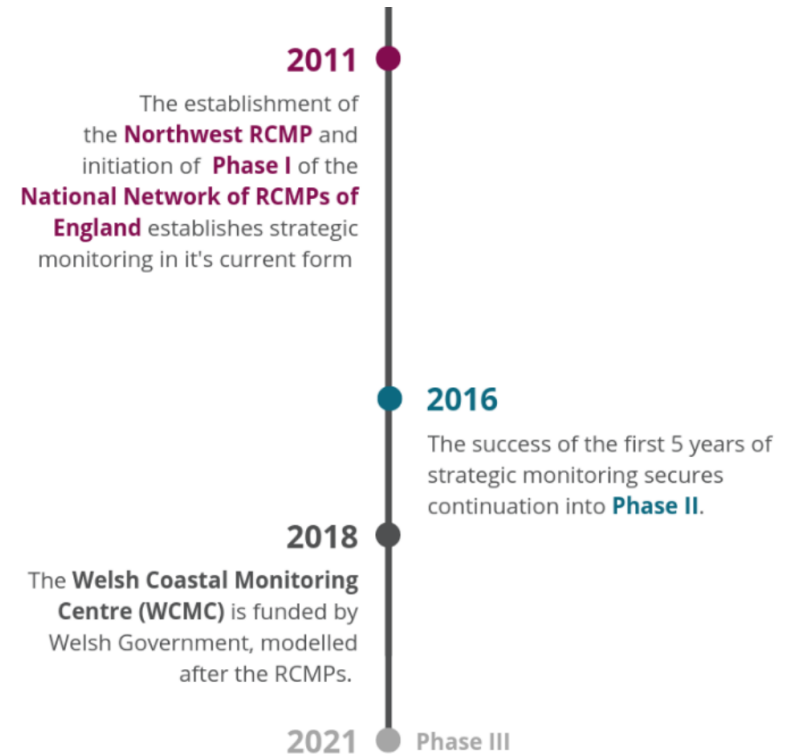 2011
The establishment of
the Northwest RCMP and
initiation of Phase I of the
National Network of RCMPs of
England establishes strategic
monitoring in it's current form
2016
The success of the first 5 years of
strategic monitoring secures
continuation into Phase II.
2018
The Welsh Coastal Monitoring
Centre (WCMC) is funded by
Welsh Government, modelled
after the RCMPs.
2021 Phase III